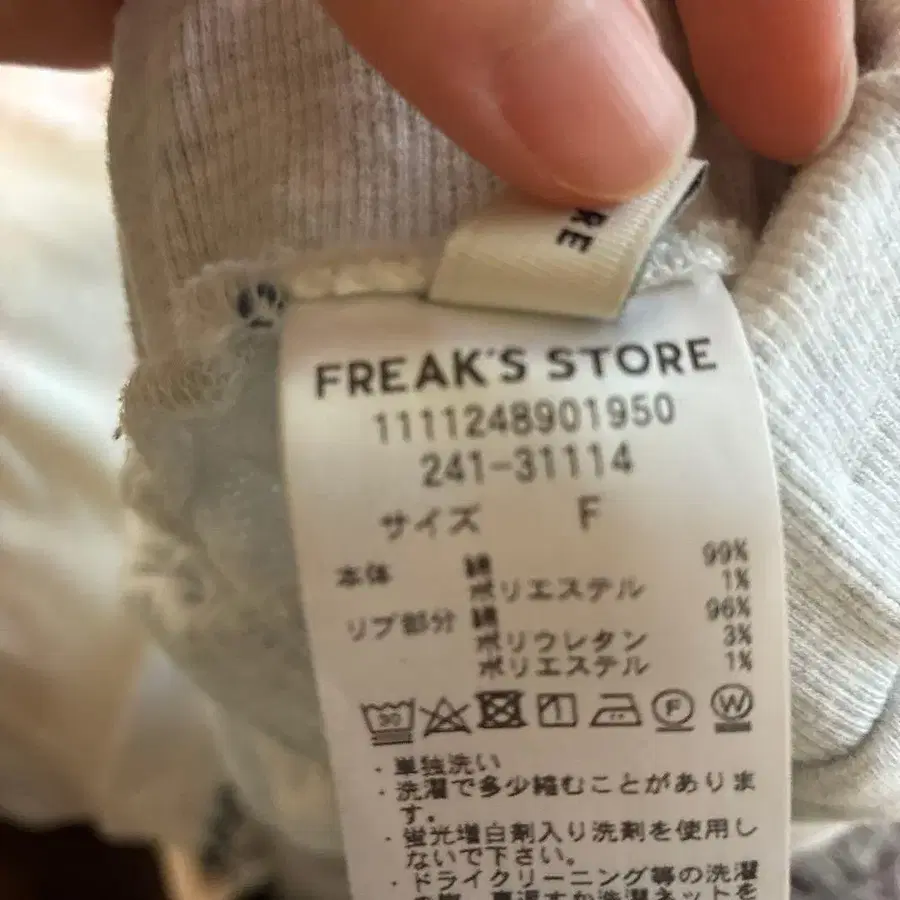 RE
FREAK'S STORE
1111248901950
241-31114
サイズ F
本体 綿 99%
ポリエステル 1%
リブ部分 綿 96%
ポリウレタン 3%
ポリエステル 1%
30 1 F W
・単独洗い
・洗濯で多少縮むことがありま
す。
・蛍光増白剤入り洗剤を使用し
ないで下さい。
・ドライクリーニング等の洗濯